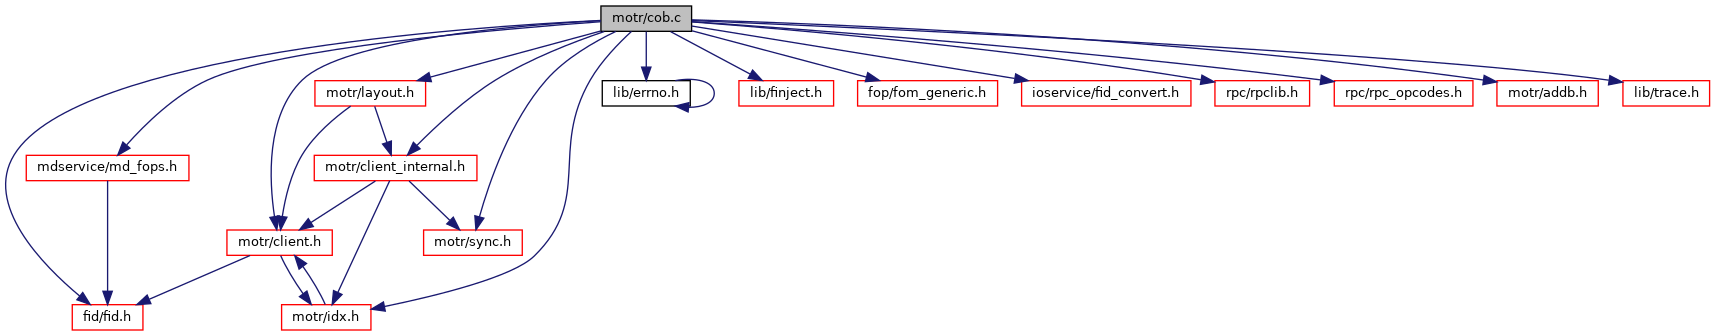 motr/cob.c
motr/layout.h
lib/errno.h
lib/finject.h
fop/fom_generic.h
ioservice/fid_convert.h
rpc/rpclib.h
rpc/rpc_opcodes.h
motr/addb.h
lib/trace.h
mdservice/md_fops.h
motr/client_internal.h
motr/client.h
motr/sync.h
fid/fid.h
motr/idx.h